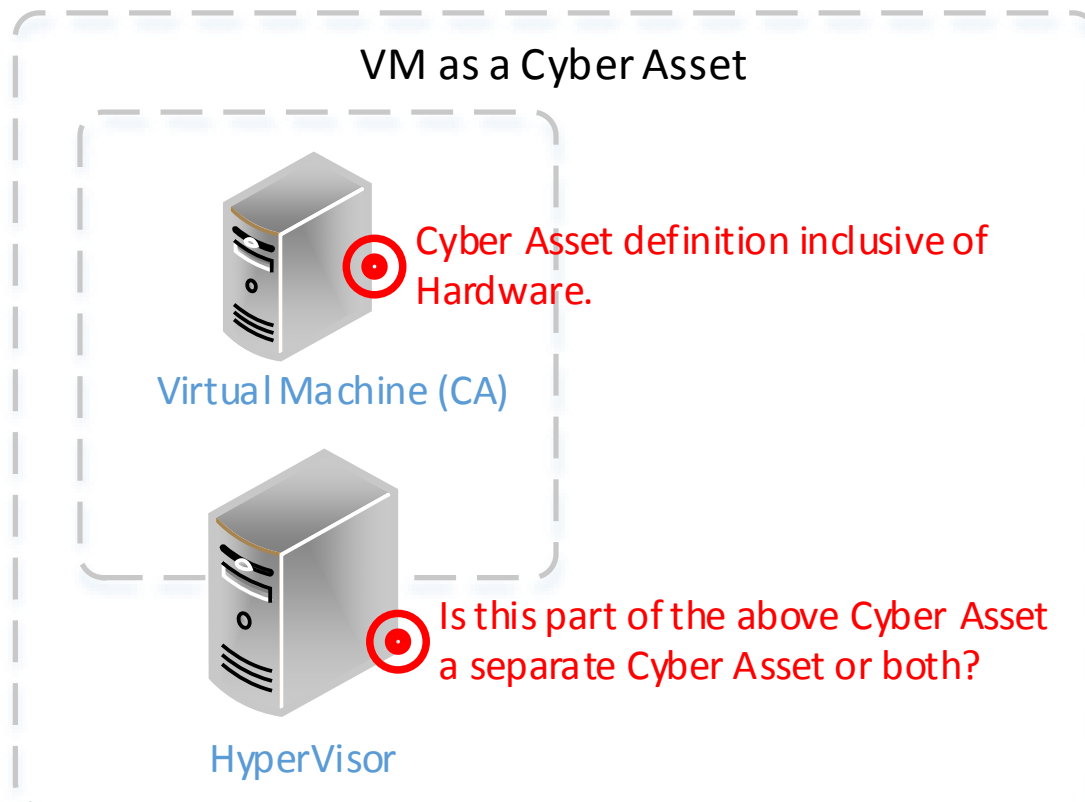 VM as a Cyber Asset
Cyber Asset definition inclusive of
Hardware.
Virtual Machine (CA)
Is this part of the above Cyber Asset
a separate Cyber Asset or both?
HyperVisor